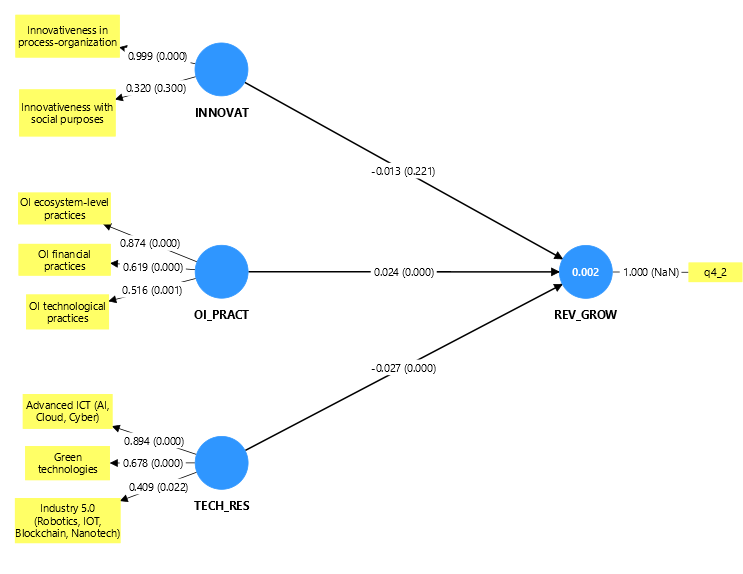 Innovativeness in
process-organization
0.999 (0.000)
0.320 (0.300)
Innovativeness with
social purposes
INNOVAT
-0.013 (0.221)
OI ecosystem-level
practices
0.874 (0.000)
OI financial
practices
0.619 (0.000)
0.516 (0.001)
OI technological
practices
OI_PRACT
0.024 (0.000)
0.002
1.000 (NaN)
q4_2
REV_GROW
-0.027 (0.000)
Advanced ICT (AI,
Cloud, Cyber)
0.894 (0.000)
Green
technologies
0.678 (0.000)
0.409 (0.022)
Industry 5.0
(Robotics, IOT,
Blockchain, Nanotech)
TECH_RES